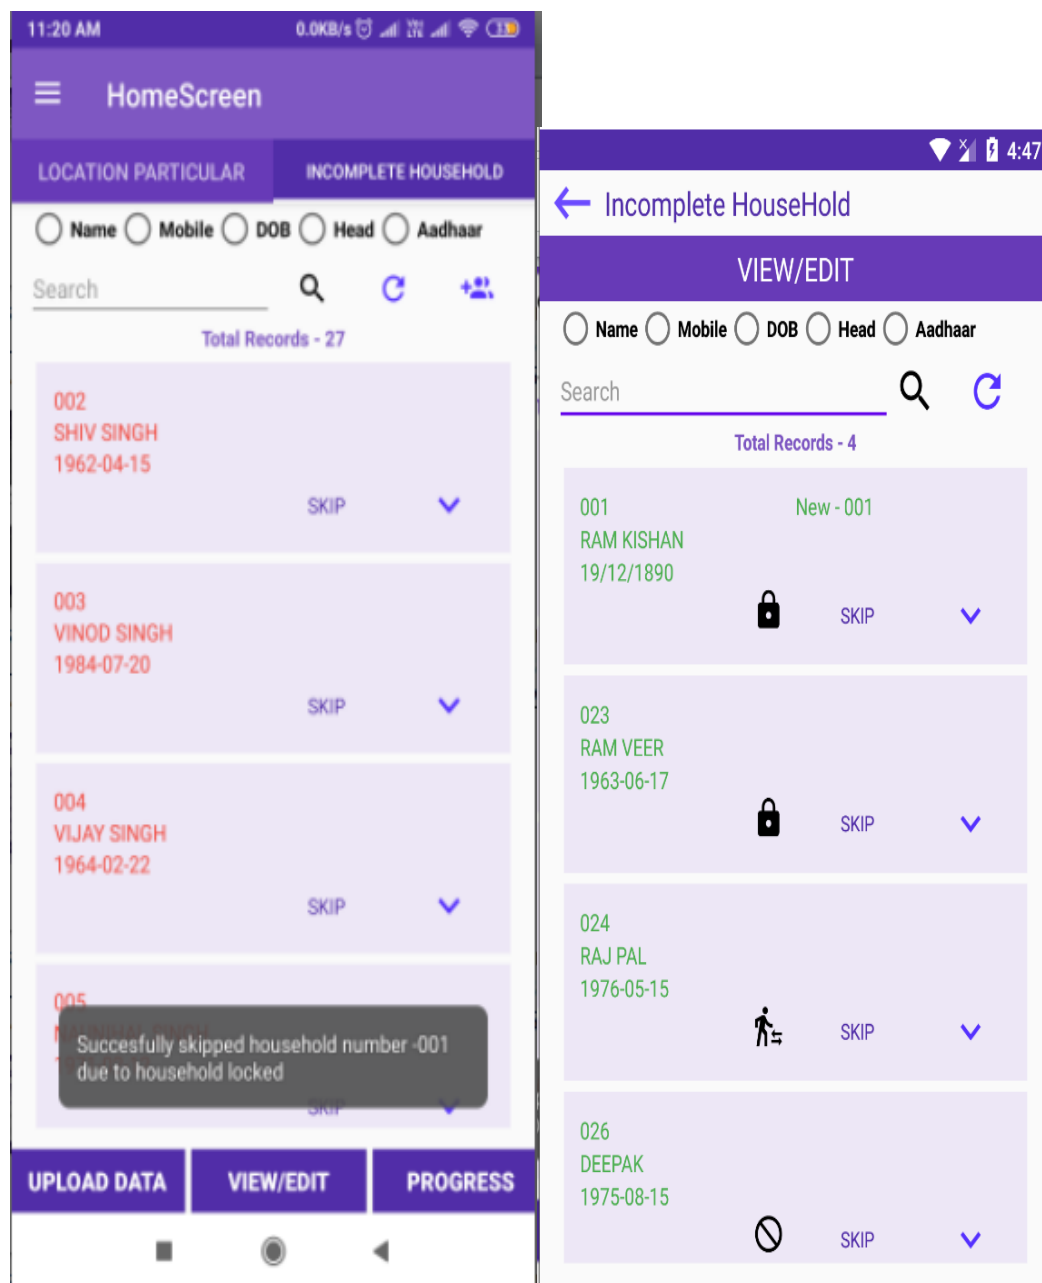 11:20 AM 0.0KB/s
HomeScreen
LOCATION PARTICULAR INCOMPLETE HOUSEHOLD
Name Mobile DOB Head Aadhaar
Search
Total Records - 27
002
SHIV SINGH
1962-04-15
SKIP
003
VINOD SINGH
1984-07-20
SKIP
004
VIJAY SINGH
1964-02-22
SKIP
005
Succesfully skipped household number -001
due to household locked
SKIP
UPLOAD DATA VIEW/EDIT PROGRESS
4:47
Incomplete HouseHold
VIEW/EDIT
Name Mobile DOB Head Aadhaar
Search
Total Records - 4
001 New - 001
RAM KISHAN
19/12/1890
SKIP
023
RAM VEER
1963-06-17
SKIP
024
RAJ PAL
1976-05-15
SKIP
026
DEEPAK
1975-08-15
SKIP